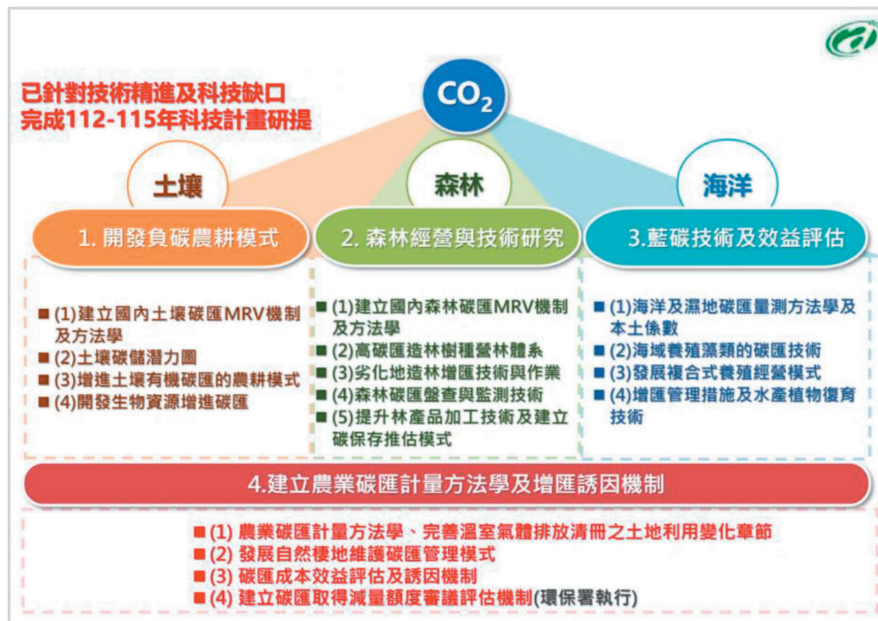 已針對技術精進及科技缺口
完成112-115年科技計畫研提
CO₂
土壤
森林
海洋
1. 開發負碳農耕模式
■ (1)建立國內土壤碳匯MRV機制
及方法學
■ (2)土壤碳儲潛力圖
■ (3)增進土壤有機碳匯的農耕模式
■ (4)開發生物資源增進碳匯
2. 森林經營與技術研究
■ (1)建立國內森林碳匯MRV機制
及方法學
■ (2)高碳匯造林樹種營林體系
■ (3)劣化地造林增匯技術與作業
■ (4)森林碳匯盤查與監測技術
■ (5)提升林產品加工技術及建立
碳保存推估模式
3.藍碳技術及效益評估
■ (1)海洋及濕地碳匯量測方法學及
本土係數
■ (2)海域養殖藻類的碳匯技術
■ (3)發展複合式養殖經營模式
■ (4)增匯管理措施及水產植物復育
技術
4.建立農業碳匯計量方法學及增匯誘因機制
■ (1) 農業碳匯計量方法學、完善溫室氣體排放清冊之土地利用變化章節
■ (2) 發展自然棲地維護碳匯管理模式
■ (3) 碳匯成本效益評估及誘因機制
■ (4) 建立碳匯取得減量額度審議評估機制(環保署執行)